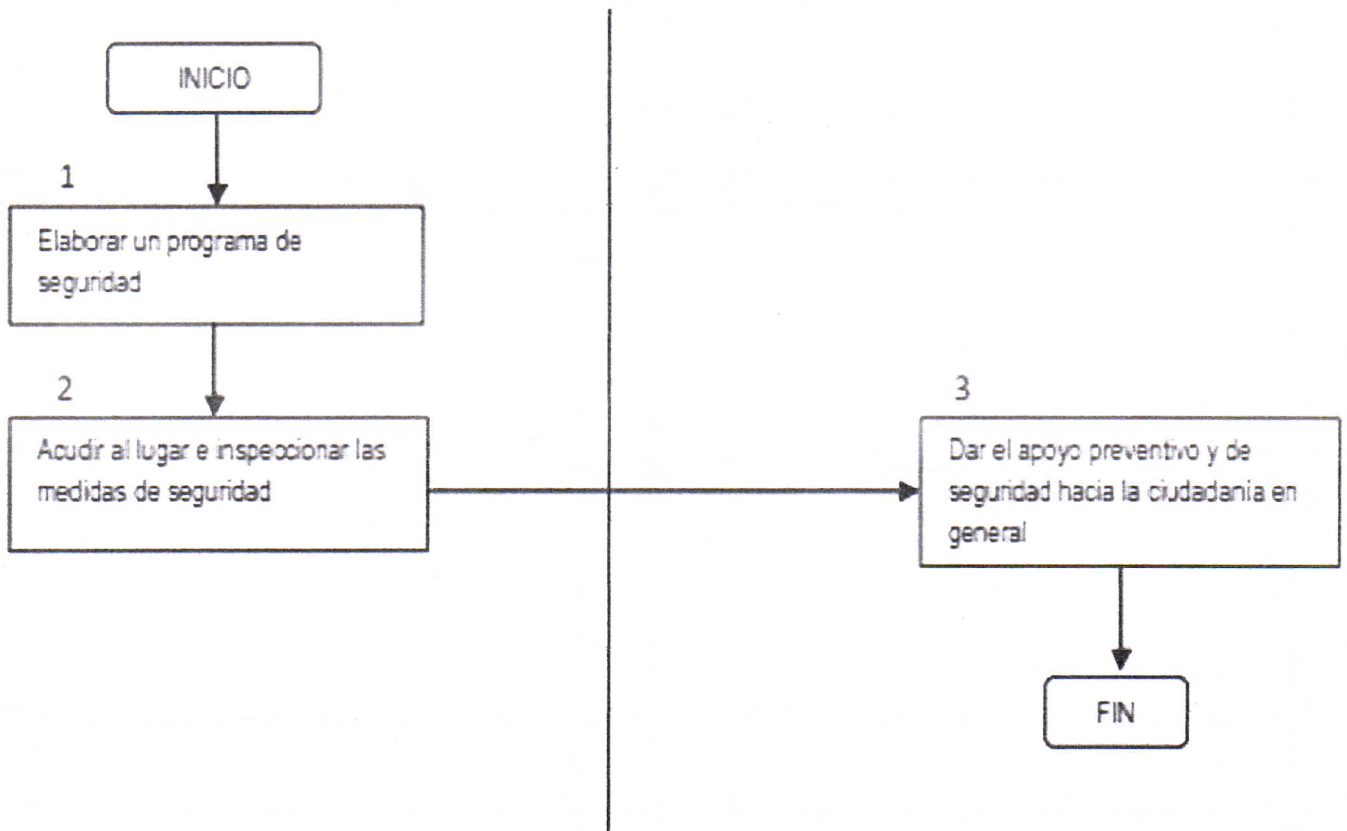 INICIO
1
Elaborar un programa de
seguridad
2
Acudir al lugar e inspeccionar las
medidas de seguridad
3
Dar el apoyo preventivo y de
seguridad hacia la ciudadanía en
general
FIN